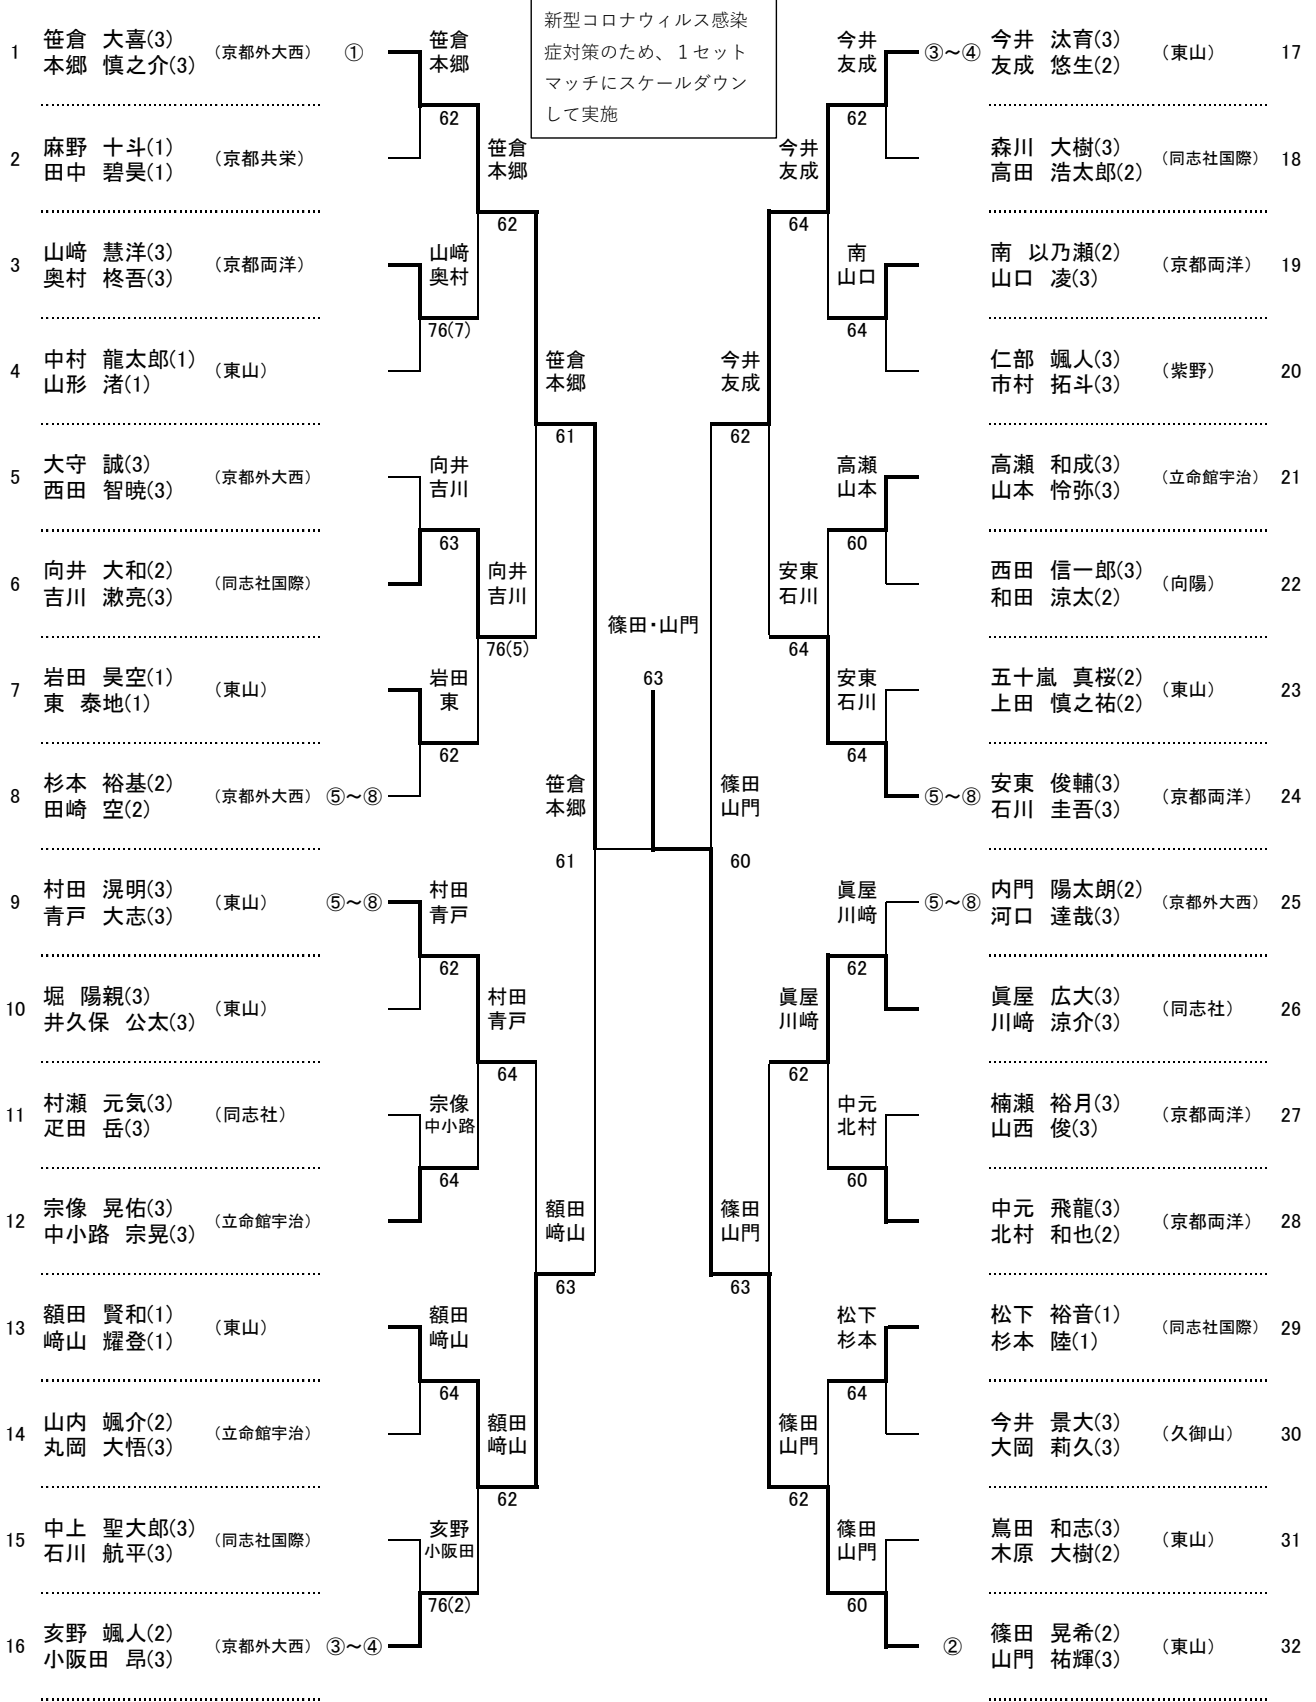 新型コロナウィルス感染
症対策のため、１セット
マッチにスケールダウン
して実施
1 笹倉 大喜(3) 本郷 慎之介(3) （京都外大西） ①
2 麻野 十斗(1) 田中 碧昊(1) （京都共栄）
3 山﨑 慧洋(3) 奥村 柊吾(3) （京都両洋）
4 中村 龍太郎(1) 山形 渚(1) （東山）
5 大守 誠(3) 西田 智暁(3) （京都外大西）
6 向井 大和(2) 吉川 漱亮(3) （同志社国際）
7 岩田 昊空(1) 東 泰地(1) （東山）
8 杉本 裕基(2) 田崎 空(2) （京都外大西） ⑤～⑧
9 村田 滉明(3) 青戸 大志(3) （東山） ⑤～⑧
10 堀 陽親(3) 井久保 公太(3) （東山）
11 村瀬 元気(3) 疋田 岳(3) （同志社）
12 宗像 晃佑(3) 中小路 宗晃(3) （立命館宇治）
13 額田 賢和(1) 﨑山 耀登(1) （東山）
14 山内 颯介(2) 丸岡 大悟(3) （立命館宇治）
15 中上 聖大郎(3) 石川 航平(3) （同志社国際）
16 亥野 颯人(2) 小阪田 昂(3) （京都外大西） ③～④
笹倉 本郷
62
山﨑 奥村
76(7)
向井 吉川
63
岩田 東
62
村田 青戸
62
宗像 中小路
64
額田 﨑山
64
亥野 小阪田
76(2)
笹倉 本郷
62
向井 吉川
76(5)
村田 青戸
64
額田 﨑山
62
笹倉 本郷
61
額田 﨑山
63
笹倉 本郷
61
篠田・山門
63
篠田 山門
60
今井 友成
62
篠田 山門
63
今井 友成
64
安東 石川
64
眞屋 川﨑
62
篠田 山門
62
今井 友成
62
南 山口
64
高瀬 山本
60
安東 石川
64
眞屋 川﨑
62
中元 北村
60
松下 杉本
64
篠田 山門
60
③～④ 今井 汰育(3) 友成 悠生(2) （東山） 17
森川 大樹(3) 高田 浩太郎(2) （同志社国際） 18
南 以乃瀬(2) 山口 凌(3) （京都両洋） 19
仁部 颯人(3) 市村 拓斗(3) （紫野） 20
高瀬 和成(3) 山本 怜弥(3) （立命館宇治） 21
西田 信一郎(3) 和田 涼太(2) （向陽） 22
五十嵐 真桜(2) 上田 慎之祐(2) （東山） 23
⑤～⑧ 安東 俊輔(3) 石川 圭吾(3) （京都両洋） 24
⑤～⑧ 内門 陽太朗(2) 河口 達哉(3) （京都外大西） 25
眞屋 広大(3) 川﨑 涼介(3) （同志社） 26
楠瀬 裕月(3) 山西 俊(3) （京都両洋） 27
中元 飛龍(3) 北村 和也(2) （京都両洋） 28
松下 裕音(1) 杉本 陸(1) （同志社国際） 29
今井 景大(3) 大岡 莉久(3) （久御山） 30
嶌田 和志(3) 木原 大樹(2) （東山） 31
② 篠田 晃希(2) 山門 祐輝(3) （東山） 32